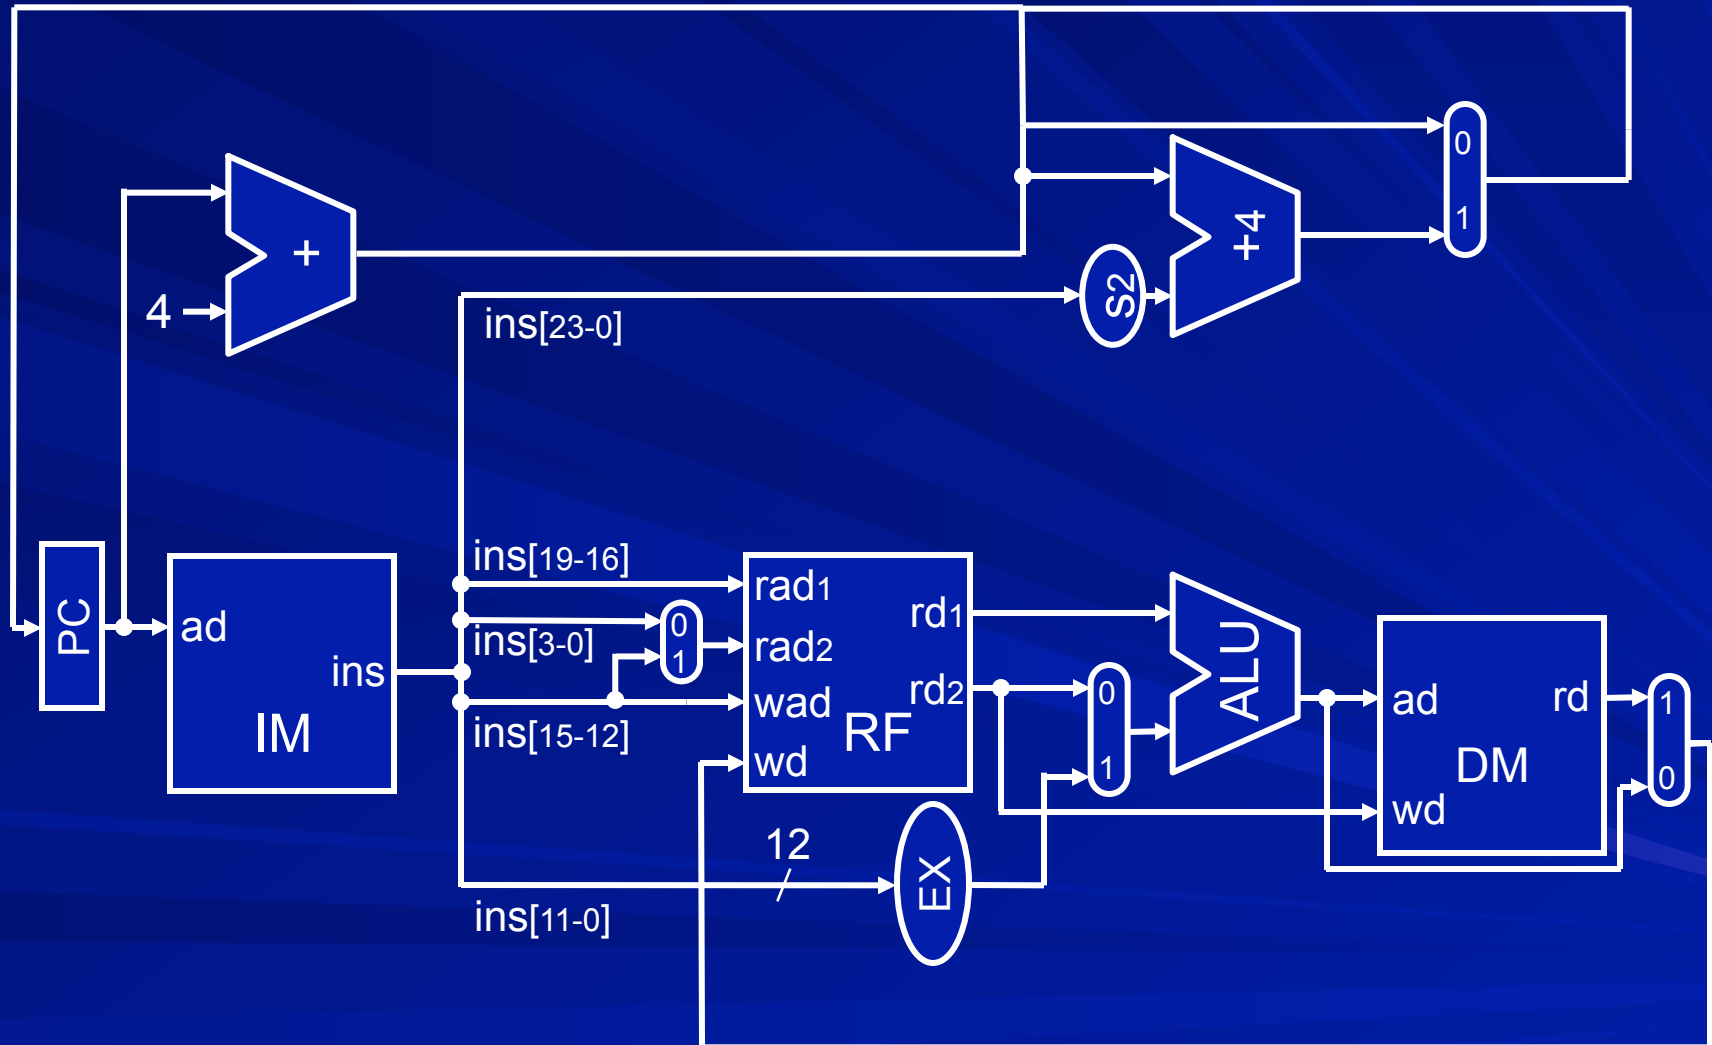 0
1
+
+4
4
S2
ins[23-0]
PC
ad
ins
IM
ins[19-16]
ins[3-0]
ins[15-12]
0
1
rad1
rad2
wad
wd
rd1
rd2
RF
0
1
ALU
ad
rd
DM
wd
1
0
12
EX
ins[11-0]